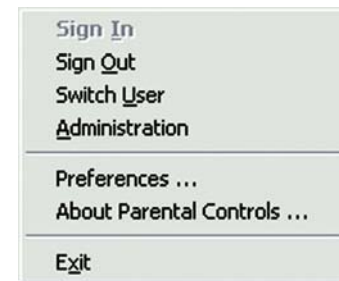 Sign In
Sign Out
Switch User
Administration
Preferences ...
About Parental Controls ...
Exit